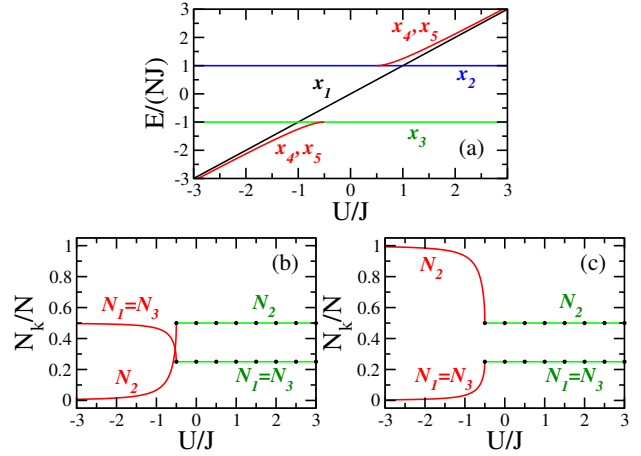 3
2
1
0
-1
-2
-3
E/(NJ)
x4,x5
x1
x2
x3
x4,x5
(a)
-3 -2 -1 0 1 2 3
U/J
1
0.8
0.6
0.4
0.2
0
Nk/N
(b)
N1=N3
N2
N2
N1=N3
-3 -2 -1 0 1 2 3
U/J
1
0.8
0.6
0.4
0.2
0
Nk/N
(c)
N2
N2
N1=N3
N1=N3
-3 -2 -1 0 1 2 3
U/J